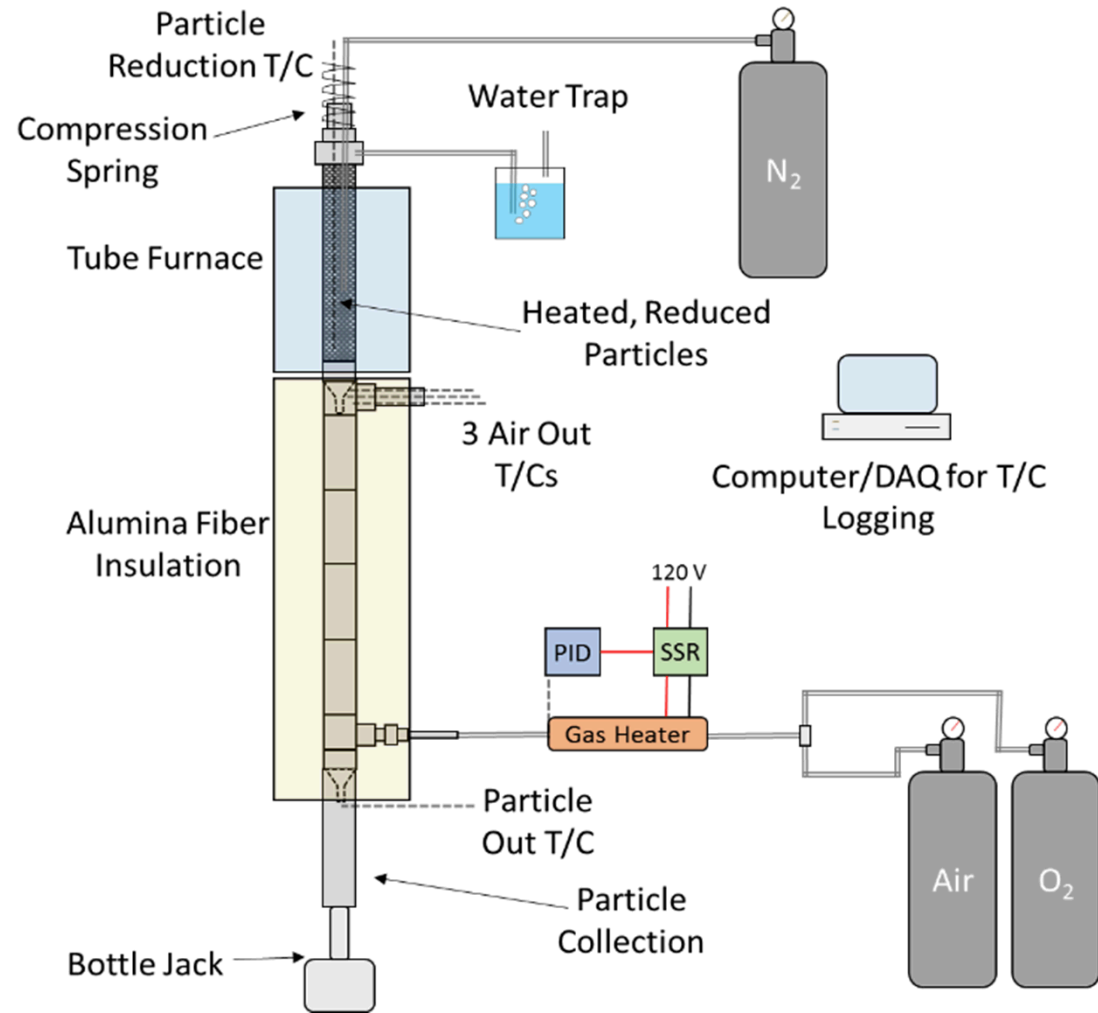 Particle
Reduction T/C
Compression
Spring
Water Trap
N₂
Tube Furnace
Heated, Reduced
Particles
3 Air Out
T/Cs
Computer/DAQ for T/C
Logging
Alumina Fiber
Insulation
120 V
PID
SSR
Gas Heater
Particle
Out T/C
Air
O₂
Particle
Collection
Bottle Jack